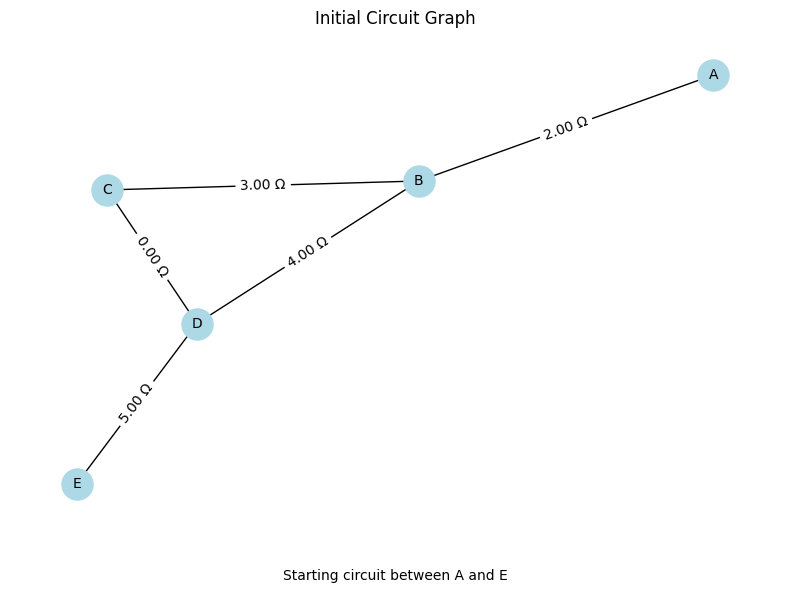 Initial Circuit Graph
A
2.00 Ω
B
C
3.00 Ω
0.00 Ω
4.00 Ω
D
5.00 Ω
E
Starting circuit between A and E